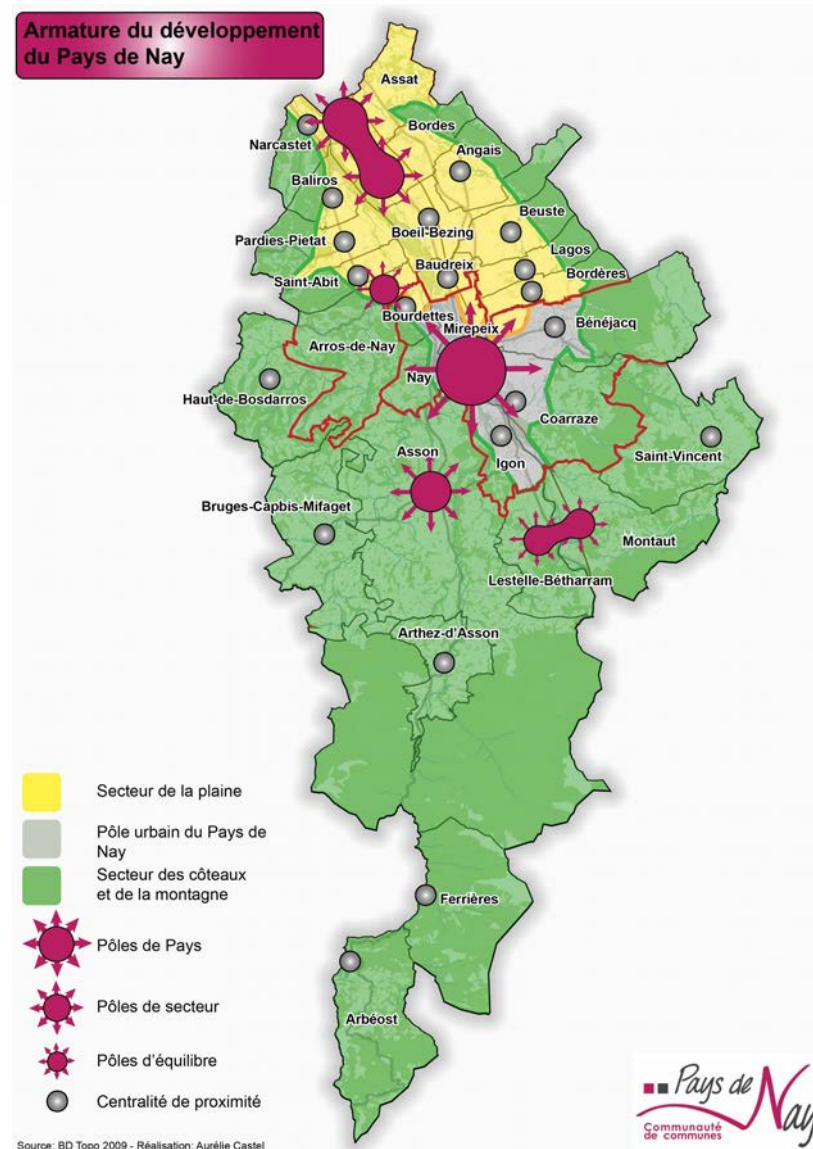 Armature du développement
du Pays de Nay
Assat
Bordes
Narcastet
Angais
Baliros
Beuste
Boeil-Bezing
Pardies-Pietat
Lagos
Baudreix
Saint-Abit
Bordères
Bourdettes
Mirepeix
Bénéjacq
Arros-de-Nay
Nay
Haut-de-Bosdarros
Coarraze
Asson
Igon
Saint-Vincent
Bruges-Capbis-Mifaget
Montaut
Lestelle-Bétharram
Arthez-d'Asson
Ferrières
Arbéost
Secteur de la plaine
Pôle urbain du Pays de
Nay
Secteur des côteaux
et de la montagne
Pôles de Pays
Pôles de secteur
Pôles d'équilibre
Centralité de proximité
Source: BD Topo 2009 - Réalisation: Aurélie Castel
Pays de Nay
Communauté
de communes